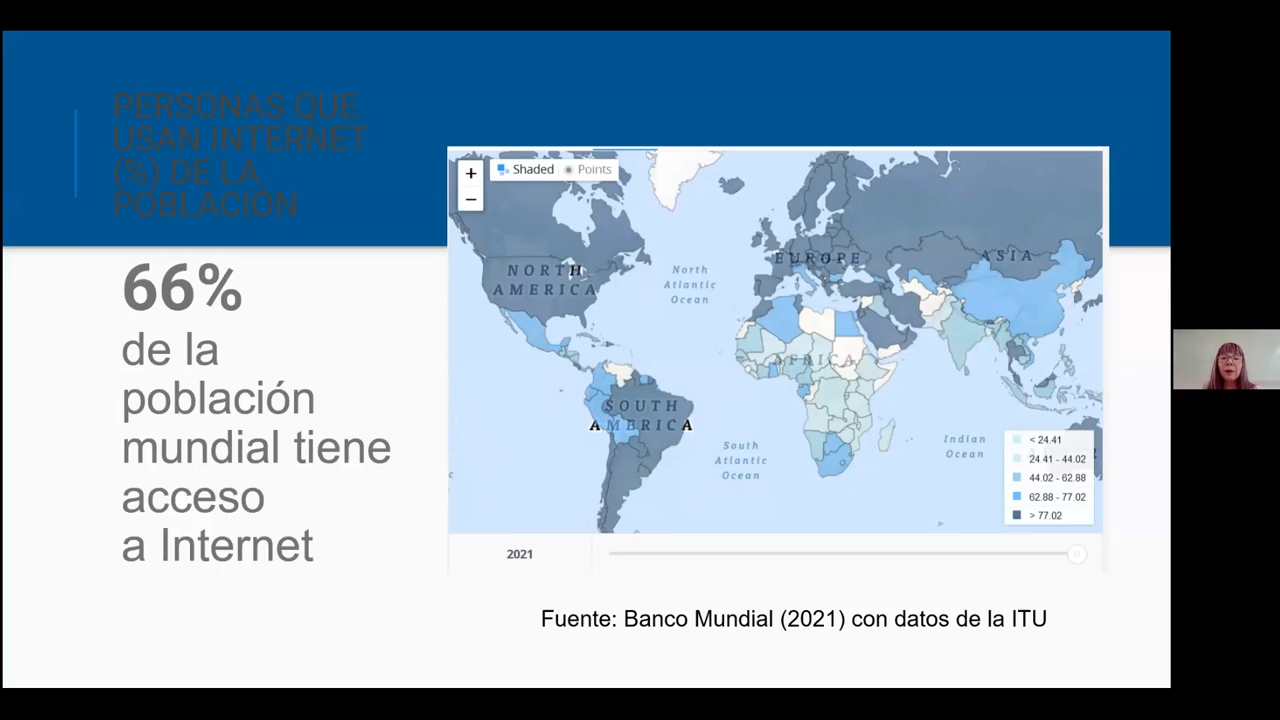 PERSONAS QUE
USAN INTERNET
(%) DE LA
POBLACIÓN
66%
de la
población
mundial tiene
acceso
a Internet
+
−
Shaded
Points
NORTH
AMERICA
North
Atlantic
Ocean
EUROPE
ASIA
AFRICA
SOUTH
AMERICA
South
Atlantic
Ocean
Indian
Ocean
< 24.41
24.41 - 44.02
44.02 - 62.88
62.88 - 77.02
> 77.02
2021
Fuente: Banco Mundial (2021) con datos de la ITU